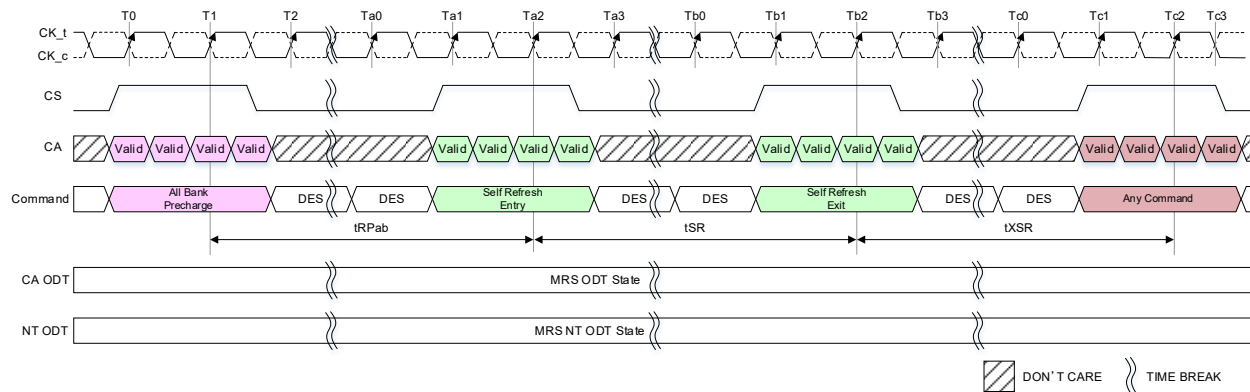 T0 T1 T2 Ta0 Ta1 Ta2 Ta3 Tb0 Tb1 Tb2 Tb3 Tc0 Tc1 Tc2 Tc3
CK_t
CK_c
CS
CA Valid Valid Valid Valid Valid Valid Valid Valid Valid Valid Valid Valid Valid Valid Valid Valid
Command All Bank Precharge DES DES Self Refresh Entry DES DES Self Refresh Exit DES DES Any Command
tRPab tSR tXSR
CA ODT MRS ODT State
NT ODT MRS NT ODT State
DON'T CARE TIME BREAK